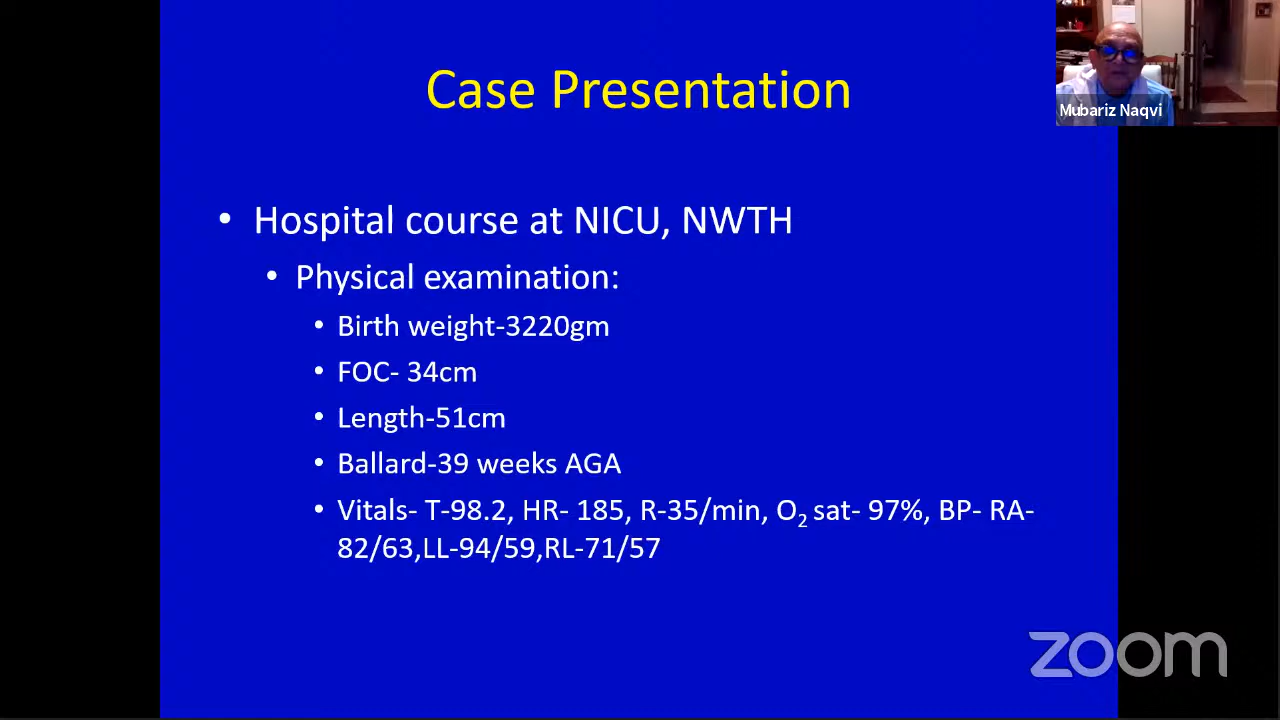 Case Presentation
Mubariz Naqvi
• Hospital course at NICU, NWTH
• Physical examination:
• Birth weight-3220gm
• FOC- 34cm
• Length-51cm
• Ballard-39 weeks AGA
• Vitals- T-98.2, HR- 185, R-35/min, O₂ sat- 97%, BP- RA-
82/63,LL-94/59,RL-71/57
zoom